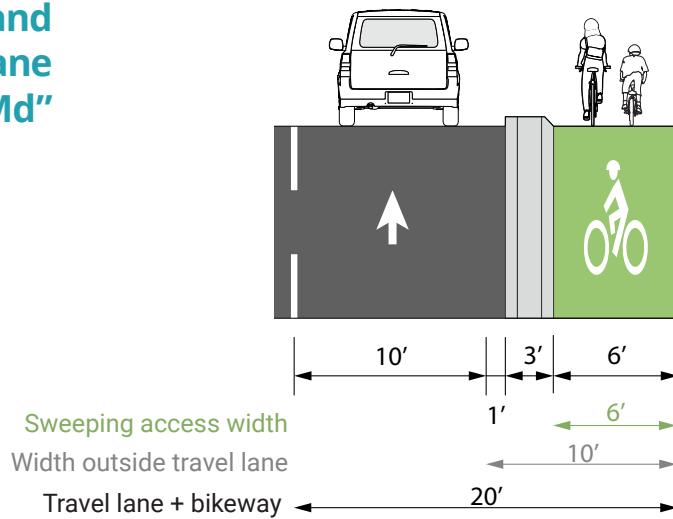 and
ane
Md”
10’ 3’ 6’
1’
Sweeping access width 6’
Width outside travel lane 10’
Travel lane + bikeway 20’